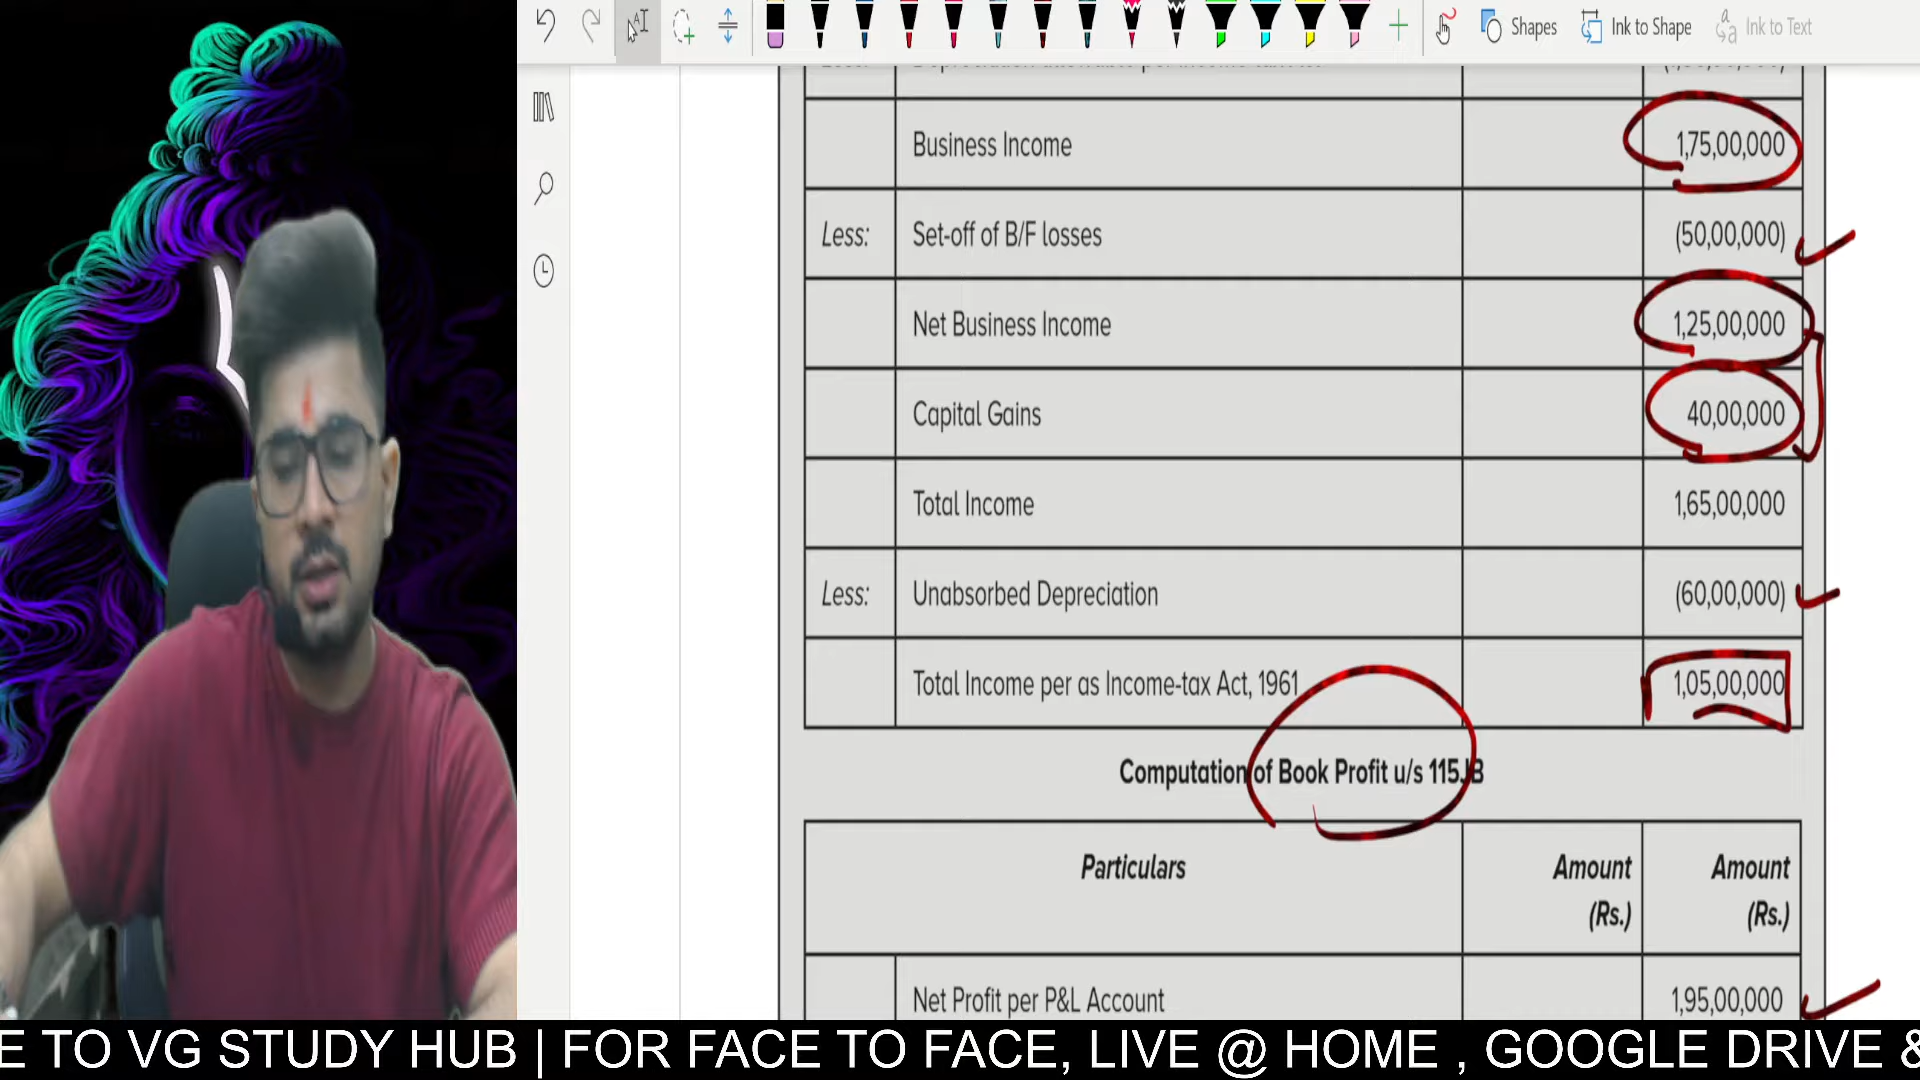 Shapes Ink to Shape Ink to Text
Business Income 1,75,00,000
Less: Set-off of B/F losses (50,00,000)
Net Business Income 1,25,00,000
Capital Gains 40,00,000
Total Income 1,65,00,000
Less: Unabsorbed Depreciation (60,00,000)
Total Income per as Income-tax Act, 1961 1,05,00,000
Computation of Book Profit u/s 115JB
Particulars Amount (Rs.) Amount (Rs.)
Net Profit per P&L Account 1,95,00,000
E TO VG STUDY HUB | FOR FACE TO FACE, LIVE @ HOME , GOOGLE DRIVE &